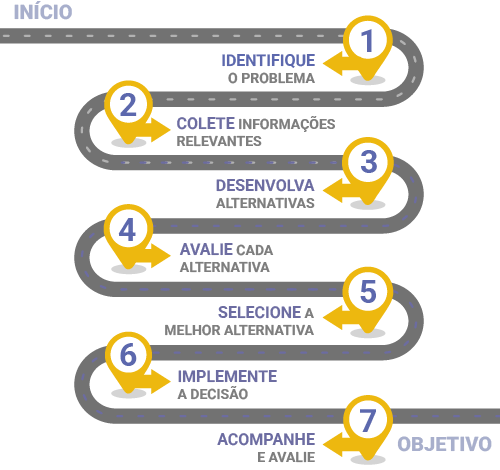 INÍCIO
1
IDENTIFIQUE
O PROBLEMA
2
COLETE INFORMAÇÕES
RELEVANTES
3
DESENVOLVA
ALTERNATIVAS
4
AVALIE CADA
ALTERNATIVA
5
SELECIONE A
MELHOR ALTERNATIVA
6
IMPLEMENTE
A DECISÃO
7
ACOMPANHE
E AVALIE
OBJETIVO